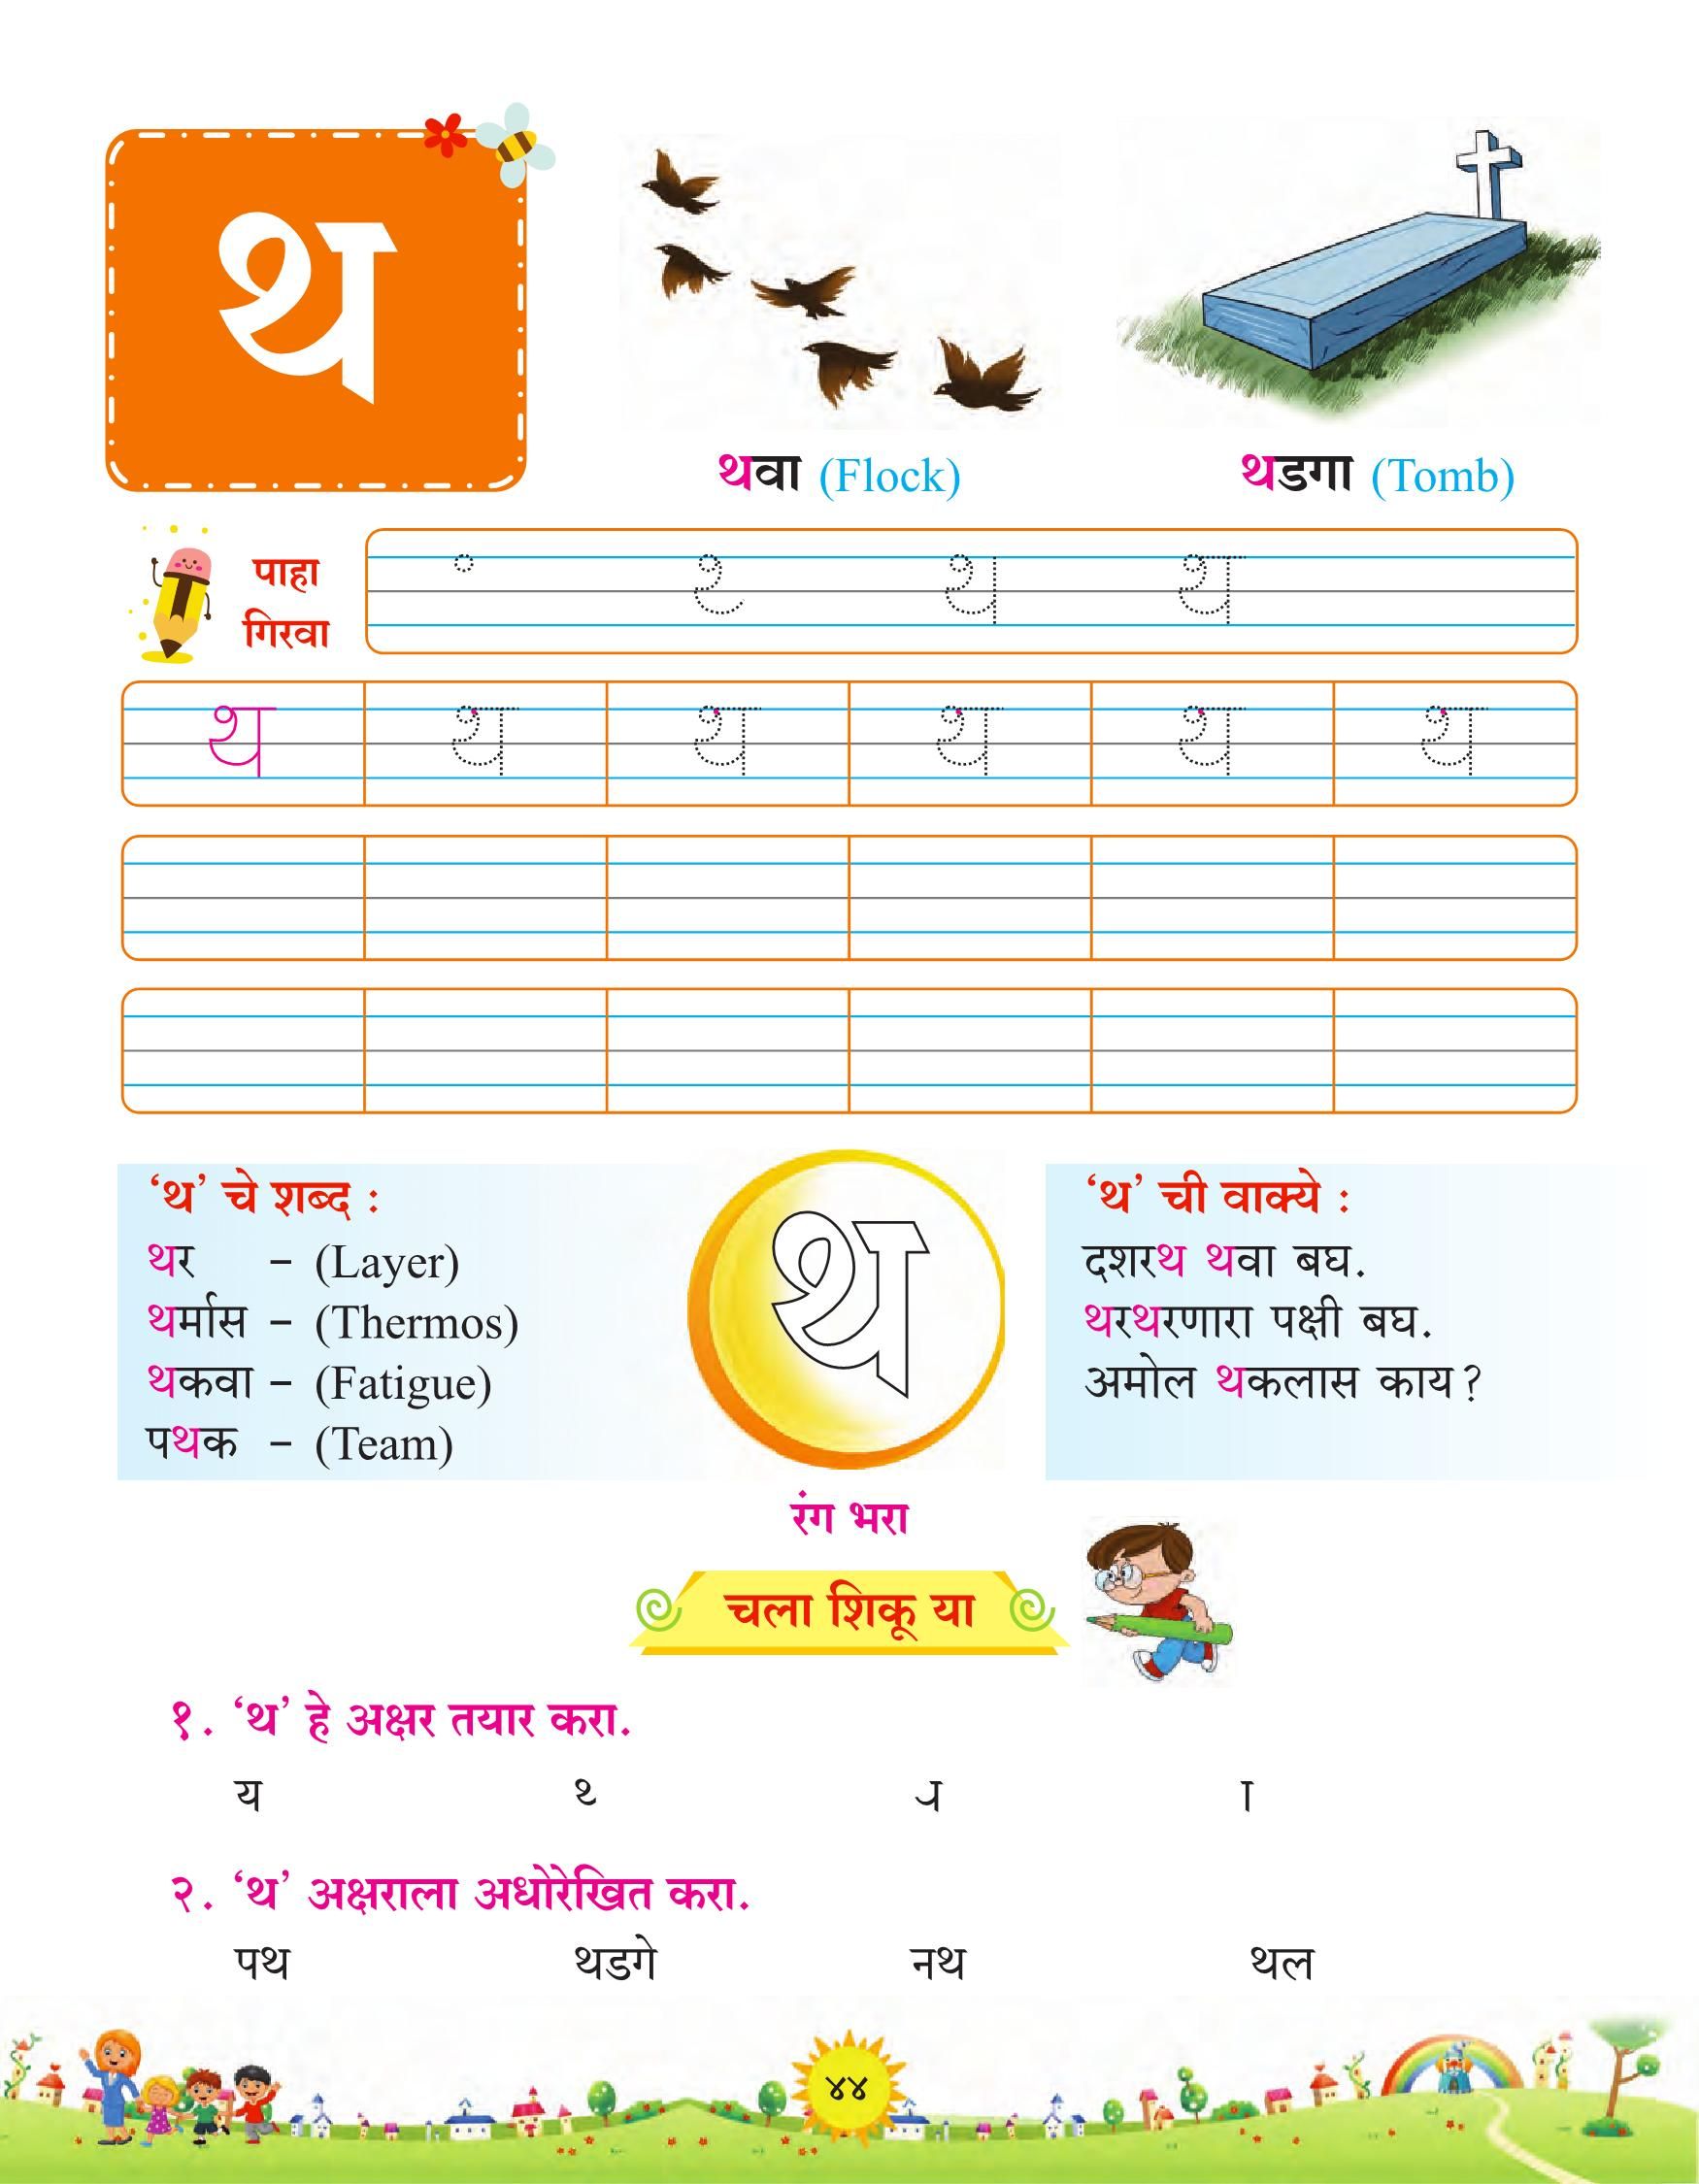 थ
थवा (Flock) थडगा (Tomb)
पाहा
गिरवा
थ थ
थ थ थ थ थ थ
‘थ’ चे शब्द :
थर – (Layer)
थर्मास – (Thermos)
थकवा – (Fatigue)
पथक – (Team)
थ
रंग भरा
‘थ’ ची वाक्ये :
दशरथ थवा बघ.
थरथरणारा पक्षी बघ.
अमोल थकलास काय?
चला शिकू या
१. ‘थ’ हे अक्षर तयार करा.
य ा
२. ‘थ’ अक्षराला अधोरेखित करा.
पथ थडगे नथ थल
४४